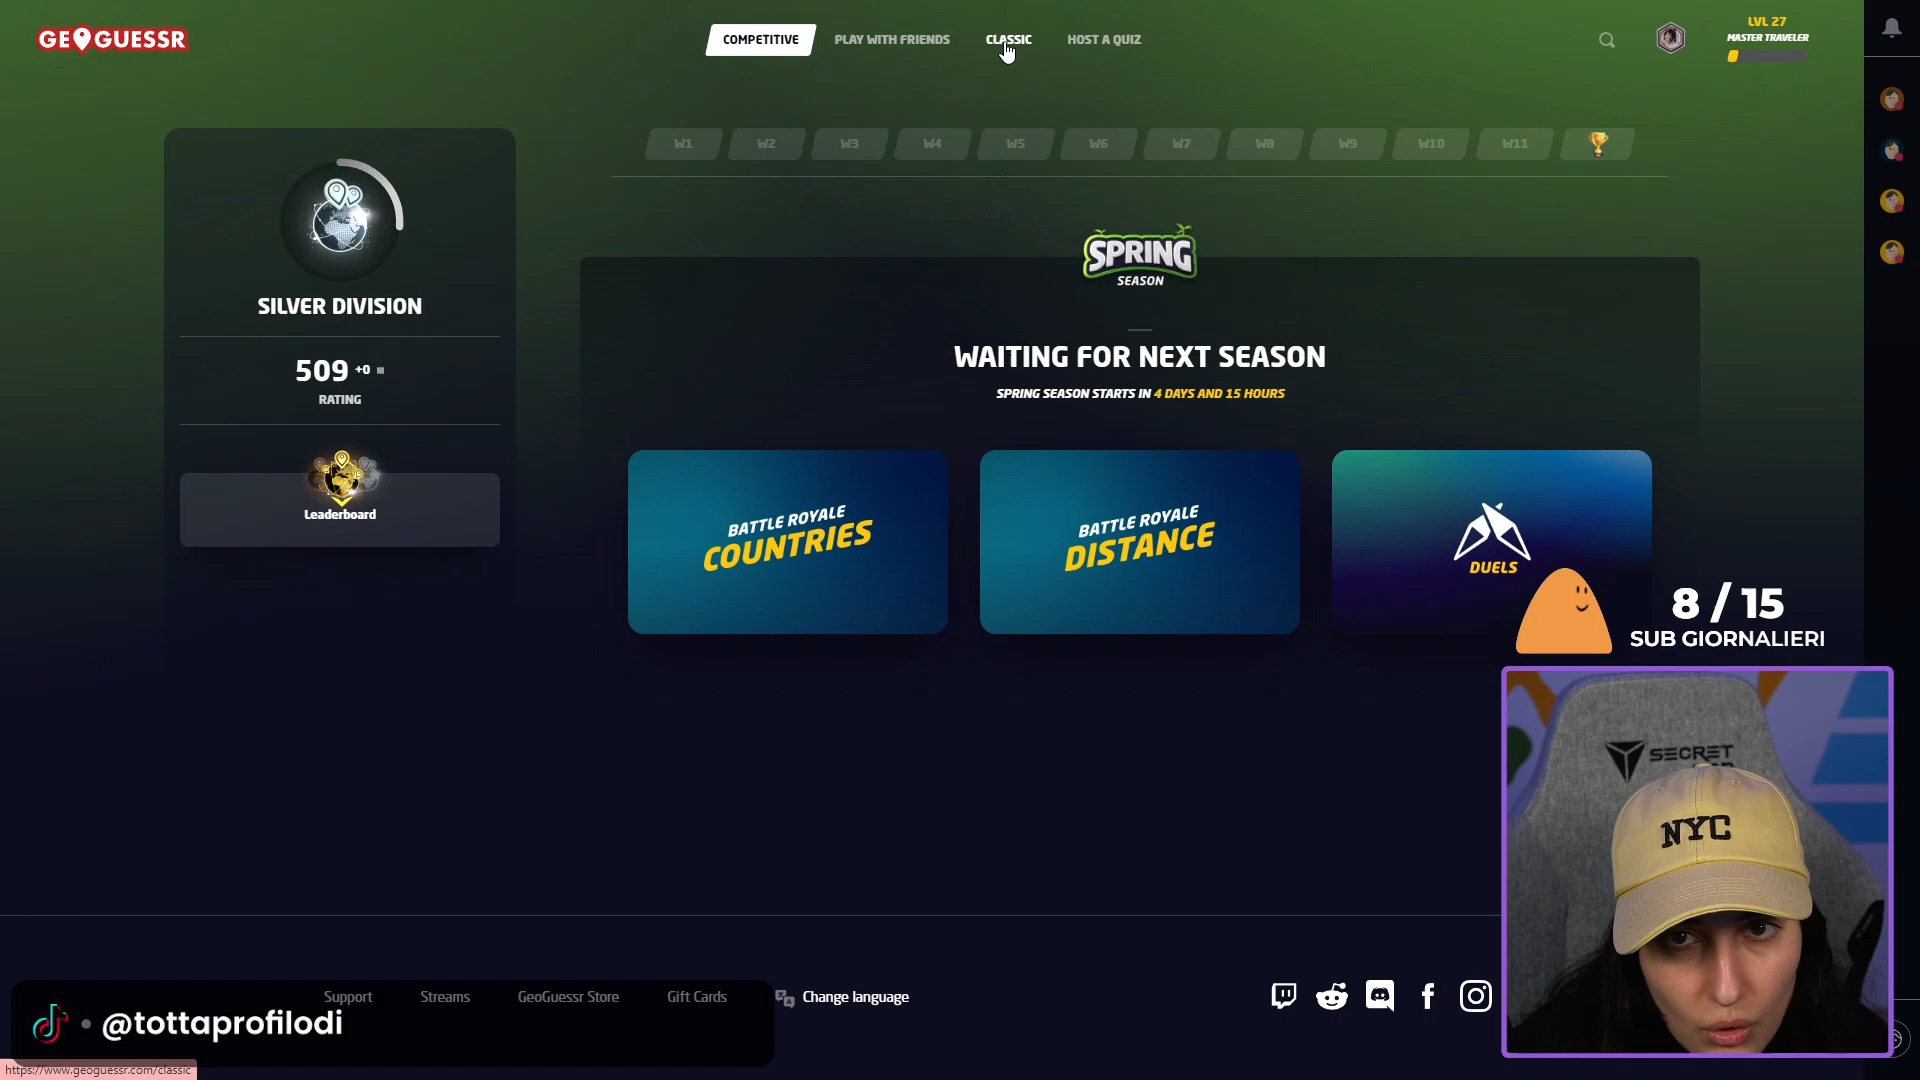 GEOGUESSR
COMPETITIVE
PLAY WITH FRIENDS
CLASSIC
HOST A QUIZ
LVL 27
MASTER TRAVELER
W1
W2
W3
W4
W5
W6
W7
W8
W9
W10
W11
SILVER DIVISION
509 +0
RATING
Leaderboard
SPRING
SEASON
WAITING FOR NEXT SEASON
SPRING SEASON STARTS IN 4 DAYS AND 15 HOURS
BATTLE ROYALE
COUNTRIES
BATTLE ROYALE
DISTANCE
DUELS
8 / 15
SUB GIORNALIERI
SECRET
NYC
Support
Streams
GeoGuessr Store
Gift Cards
Change language
@tottaprofilodi
https://www.geoguessr.com/classic